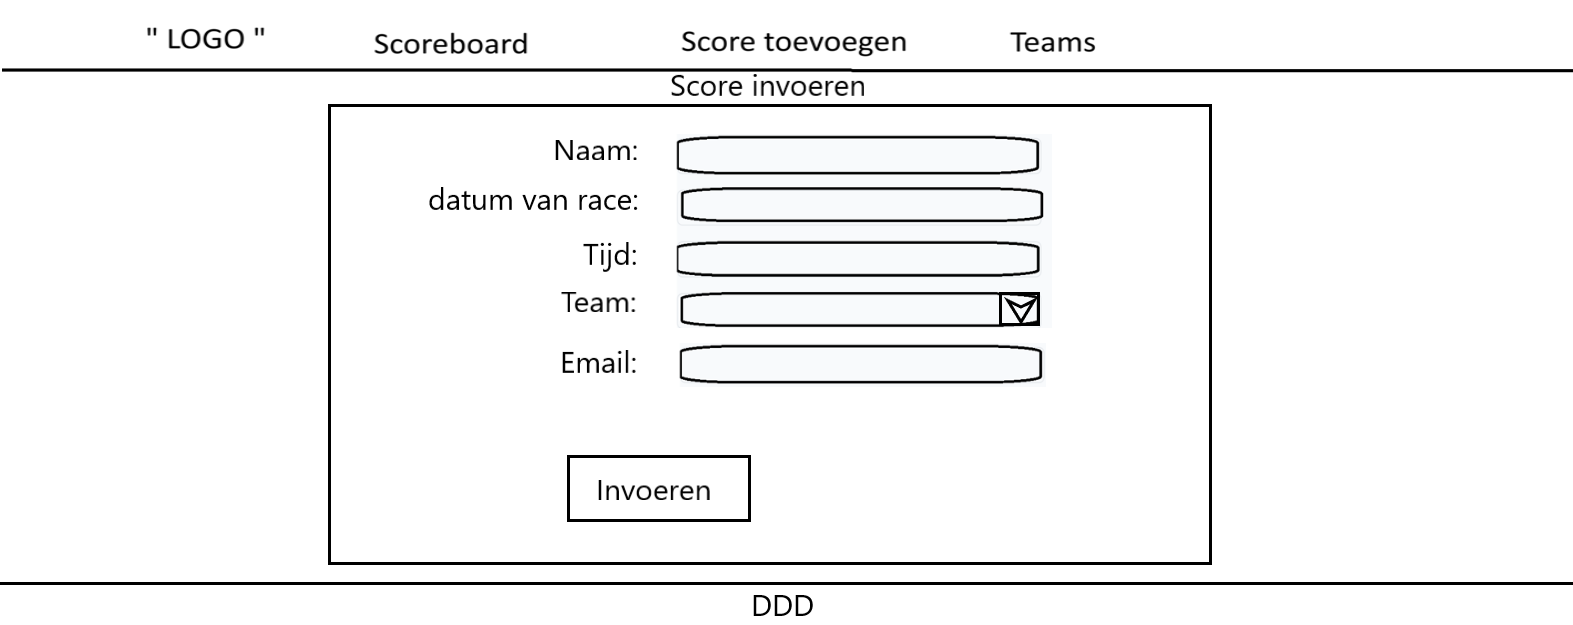 " LOGO " Scoreboard Score toevoegen Teams
Score invoeren
Naam:
datum van race:
Tijd:
Team:
Email:
Invoeren
DDD